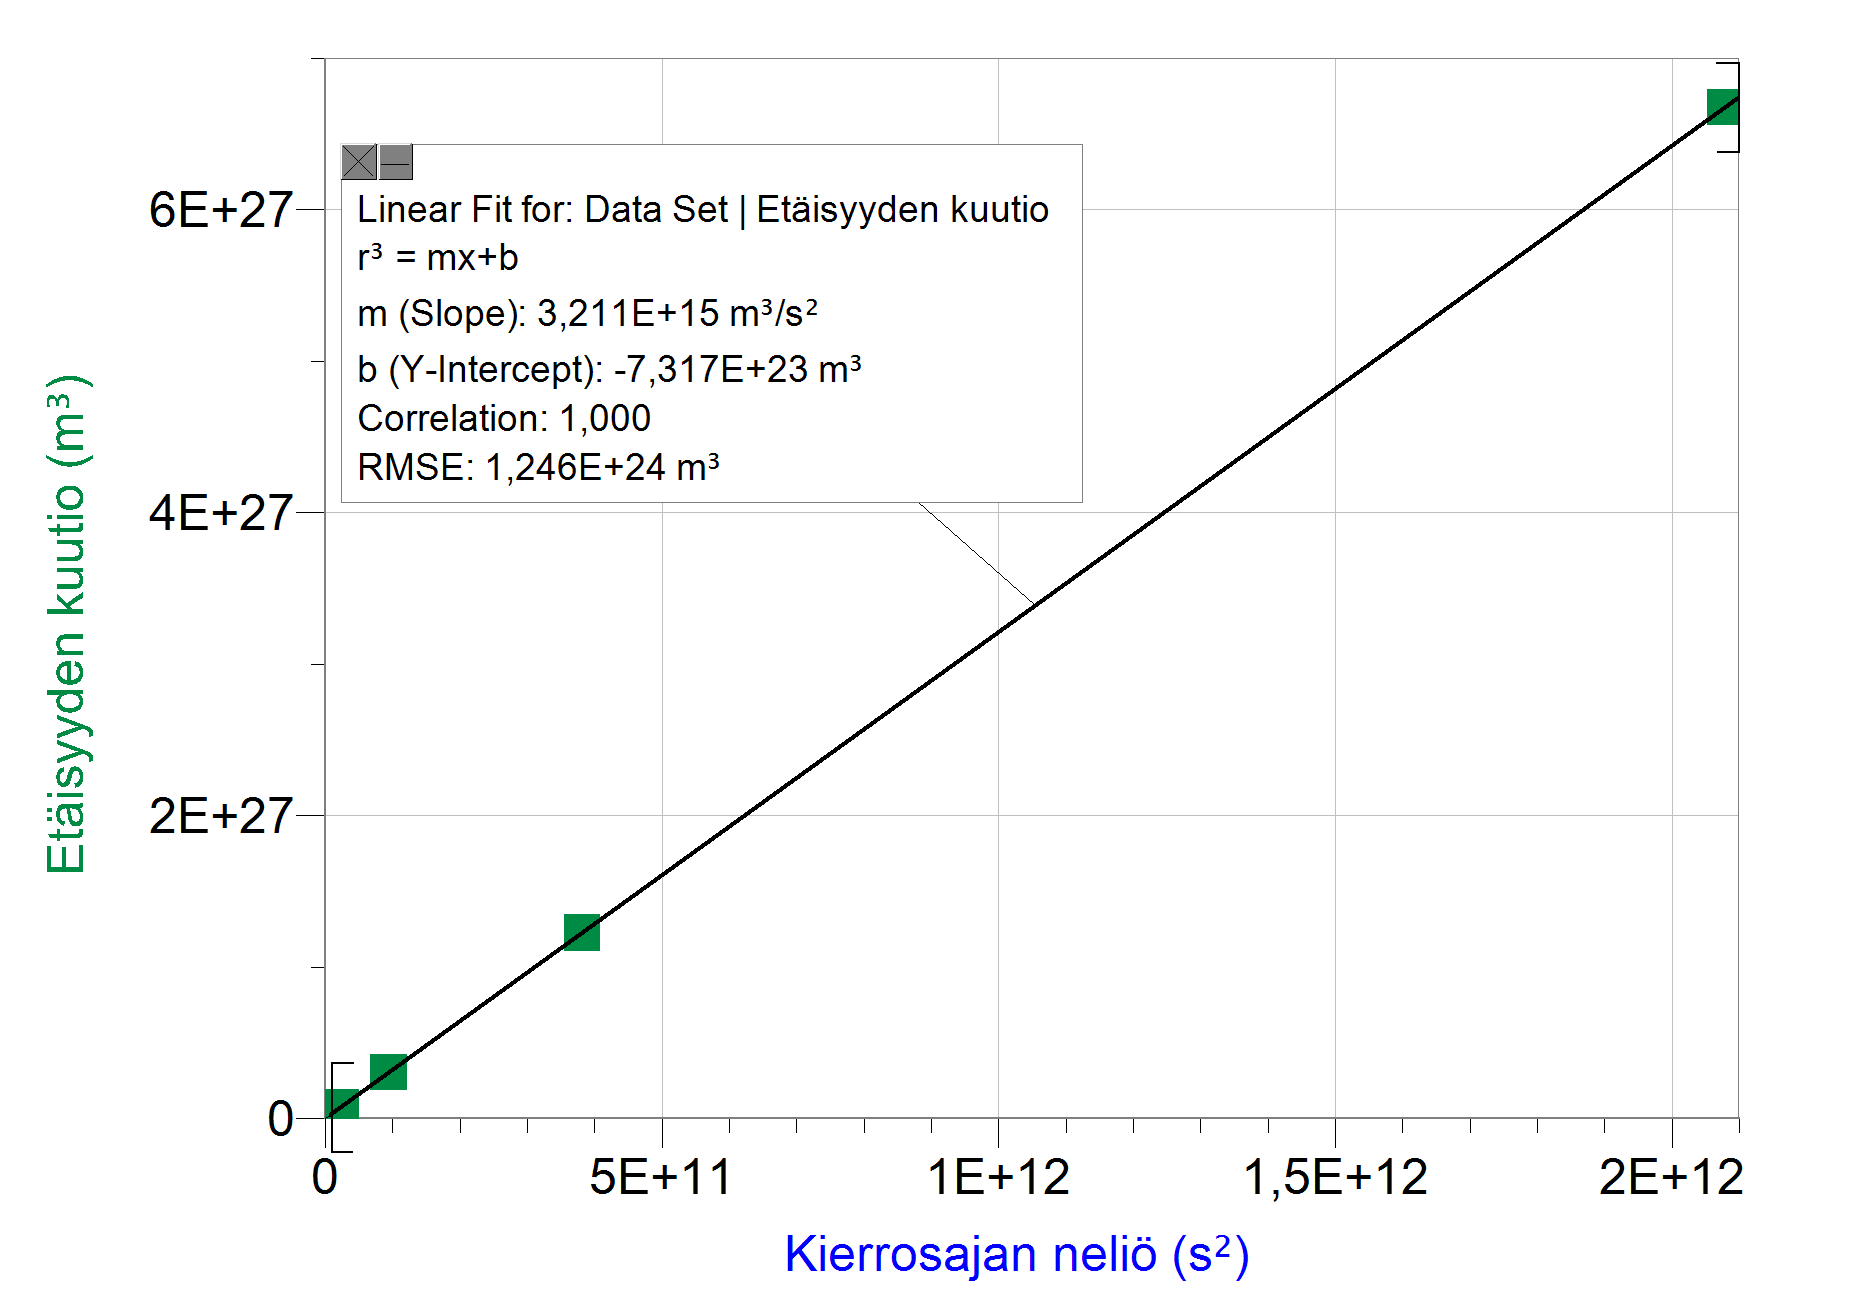 Linear Fit for: Data Set | Etäisyyden kuutio
r³ = mx+b
m (Slope): 3,211E+15 m³/s²
b (Y-Intercept): -7,317E+23 m³
Correlation: 1,000
RMSE: 1,246E+24 m³
Etäisyyden kuutio (m³)
6E+27
4E+27
2E+27
0
0 5E+11 1E+12 1,5E+12 2E+12
Kierrosajan neliö (s²)